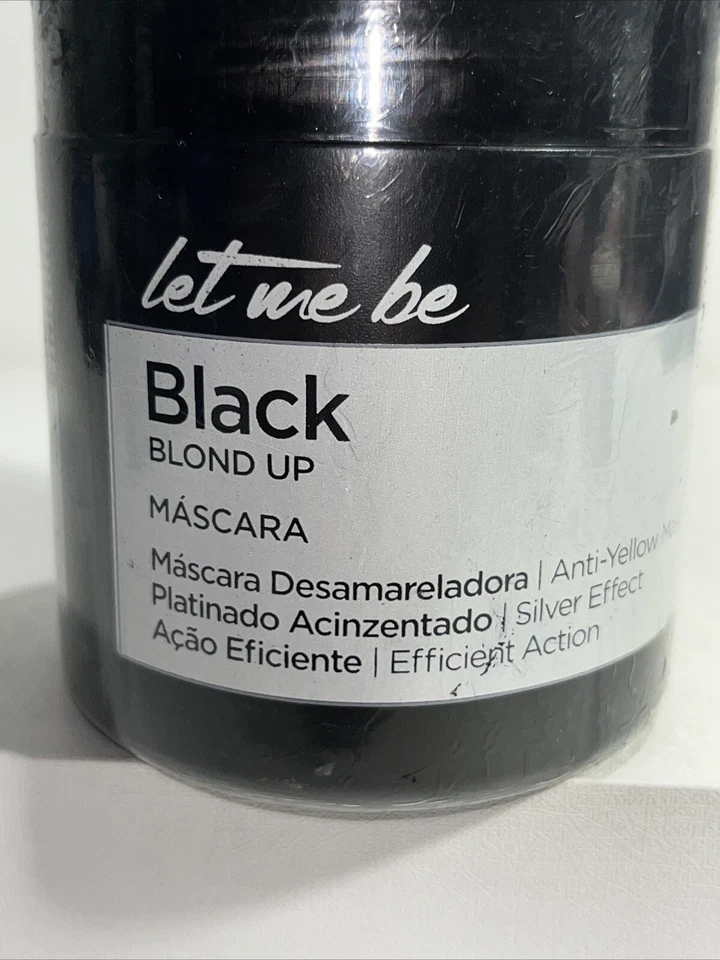 let me be
Black
BLOND UP
MÁSCARA
Máscara Desamareladora | Anti-Yellow
Platinado Acinzentado | Silver Effect
Ação Eficiente | Efficient Action